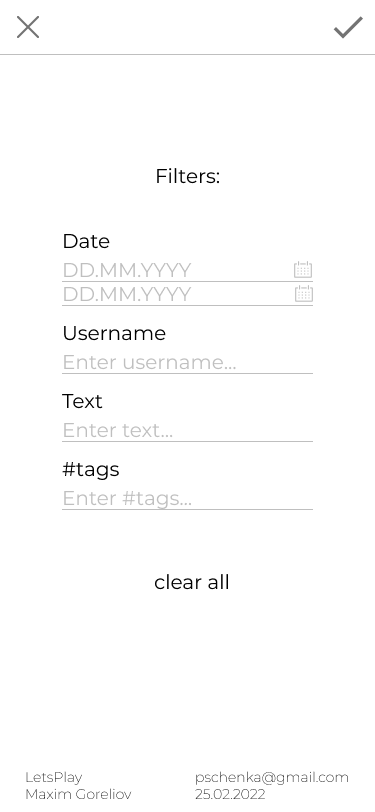 Filters:
Date
DD.MM.YYYY
DD.MM.YYYY
Username
Enter username...
Text
Enter text...
#tags
Enter #tags...
clear all
LetsPlay
Maxim Goreliov
pschenka@gmail.com
25.02.2022